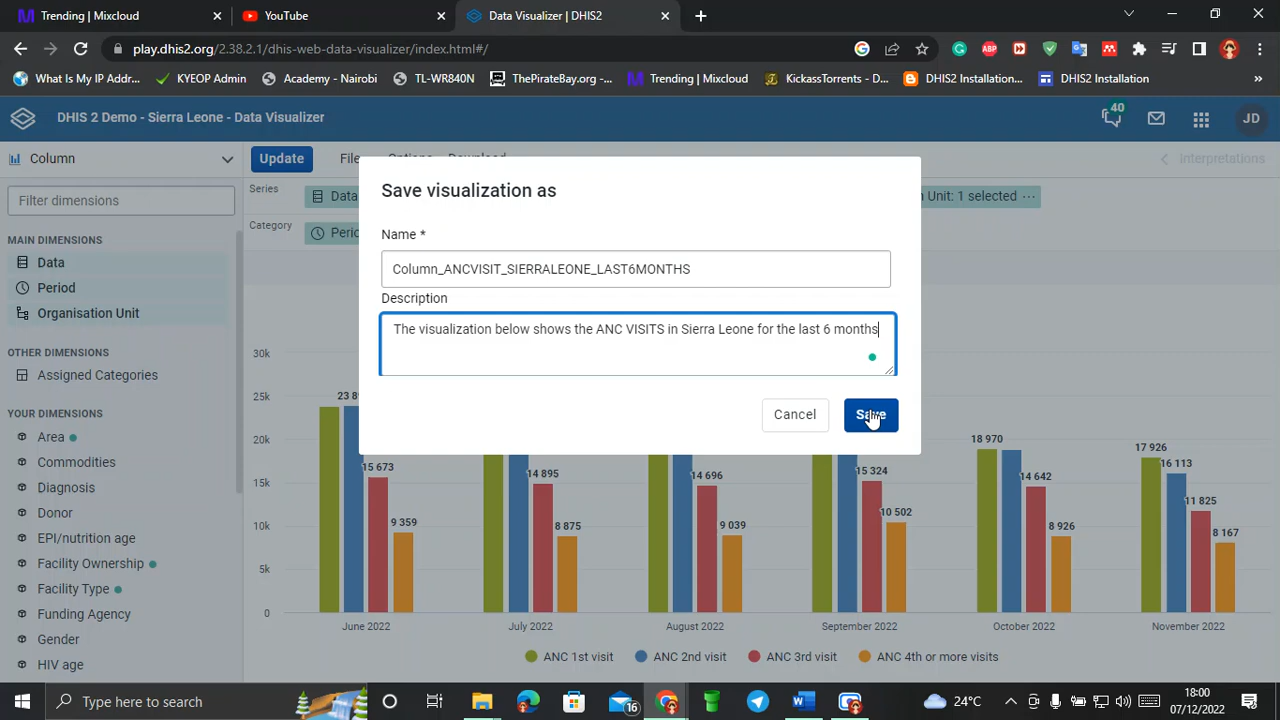 Trending | Mixcloud
YouTube
Data Visualizer | DHIS2
play.dhis2.org/2.38.2.1/dhis-web-data-visualizer/index.html#/
What Is My IP Addr...
KYEOP Admin
Academy - Nairobi
TL-WR840N
ThePirateBay.org -...
Trending | Mixcloud
KickassTorrents - D...
DHIS2 Installation...
DHIS2 Installation
»
DHIS 2 Demo - Sierra Leone - Data Visualizer
40
JD
Column
Update
File
Options
Download
Interpretations
Filter dimensions
Series
Data
n Unit: 1 selected
Category
Perio
MAIN DIMENSIONS
Data
Period
Organisation Unit
OTHER DIMENSIONS
Assigned Categories
YOUR DIMENSIONS
Area
Commodities
Diagnosis
Donor
EPI/nutrition age
Facility Ownership
Facility Type
Funding Agency
Gender
HIV age
Save visualization as
Name *
Column_ANCVISIT_SIERRALEONE_LAST6MONTHS
Description
The visualization below shows the ANC VISITS in Sierra Leone for the last 6 months
Cancel
Save
30k
25k
20k
15k
10k
5k
0
23 8
15 673
9 359
14 895
8 875
14 696
9 039
15 324
10 502
18 970
14 642
8 926
17 926
16 113
11 825
8 167
June 2022
July 2022
August 2022
September 2022
October 2022
November 2022
ANC 1st visit
ANC 2nd visit
ANC 3rd visit
ANC 4th or more visits
Type here to search
16
24°C
18:00
07/12/2022